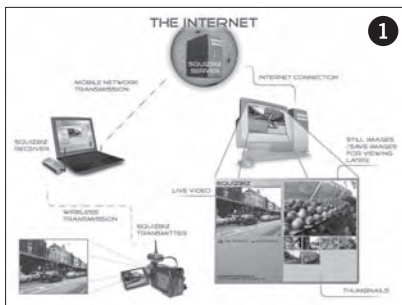 THE INTERNET
1
SQUIZBIZ
SERVER
MOBILE NETWORK
TRANSMISSION
INTERNET CONNECTION
SQUIZBIZ
RECEIVER
STILL IMAGES
(SAVE IMAGES
FOR VIEWING
LATER)
LIVE VIDEO
SQUIZBIZ
WIRELESS
TRANSMISSION
SQUIZBIZ
TRANSMITTER
THUMBNAILS